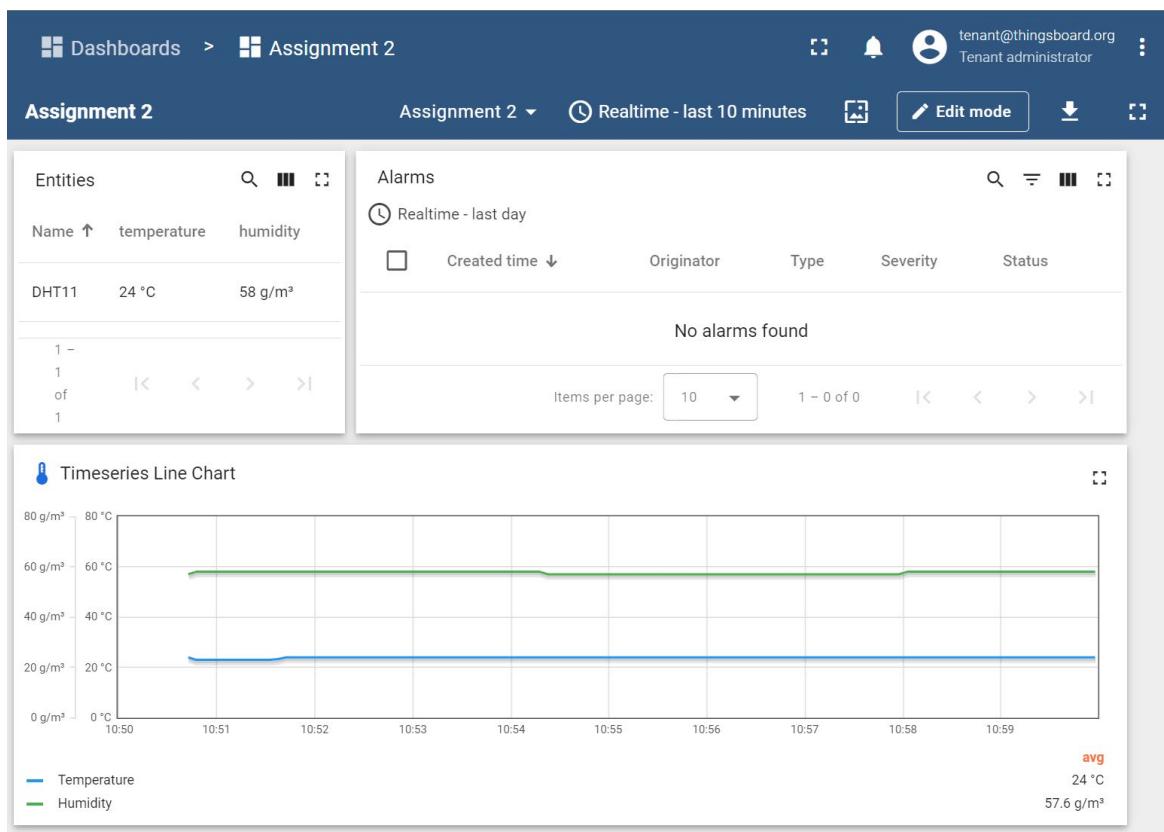 Dashboards > Assignment 2
tenant@thingsboard.org
Tenant administrator
Assignment 2
Assignment 2
Realtime - last 10 minutes
Edit mode
Entities
Name ↑ temperature humidity
DHT11 24 °C 58 g/m³
1 –
1
of
1
Alarms
Realtime - last day
Created time ↓ Originator Type Severity Status
No alarms found
Items per page: 10 1 – 0 of 0
Timeseries Line Chart
80 g/m³ 80 °C
60 g/m³ 60 °C
40 g/m³ 40 °C
20 g/m³ 20 °C
0 g/m³ 0 °C
10:50 10:51 10:52 10:53 10:54 10:55 10:56 10:57 10:58 10:59
avg
Temperature 24 °C
Humidity 57.6 g/m³